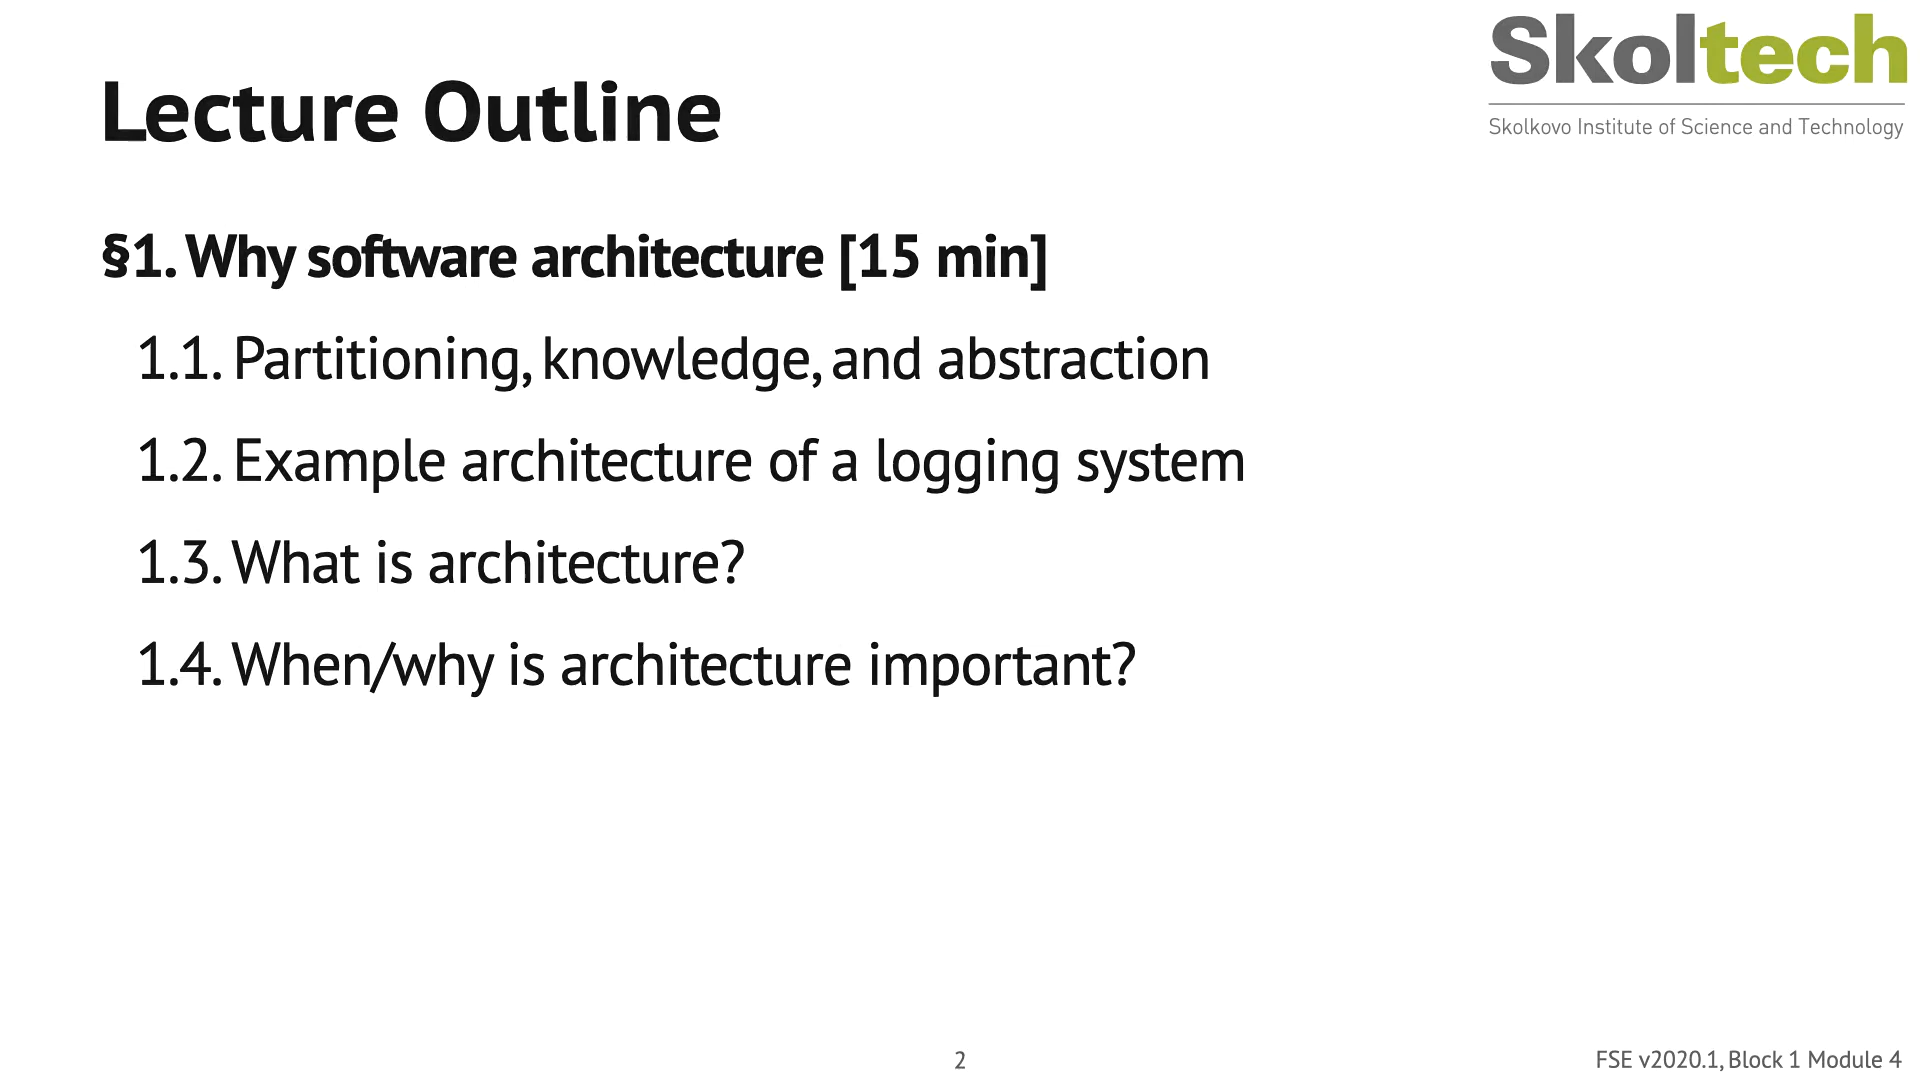 Skoltech
Skolkovo Institute of Science and Technology
Lecture Outline
§1. Why software architecture [15 min]
1.1. Partitioning, knowledge, and abstraction
1.2. Example architecture of a logging system
1.3. What is architecture?
1.4. When/why is architecture important?
2
FSE v2020.1, Block 1 Module 4